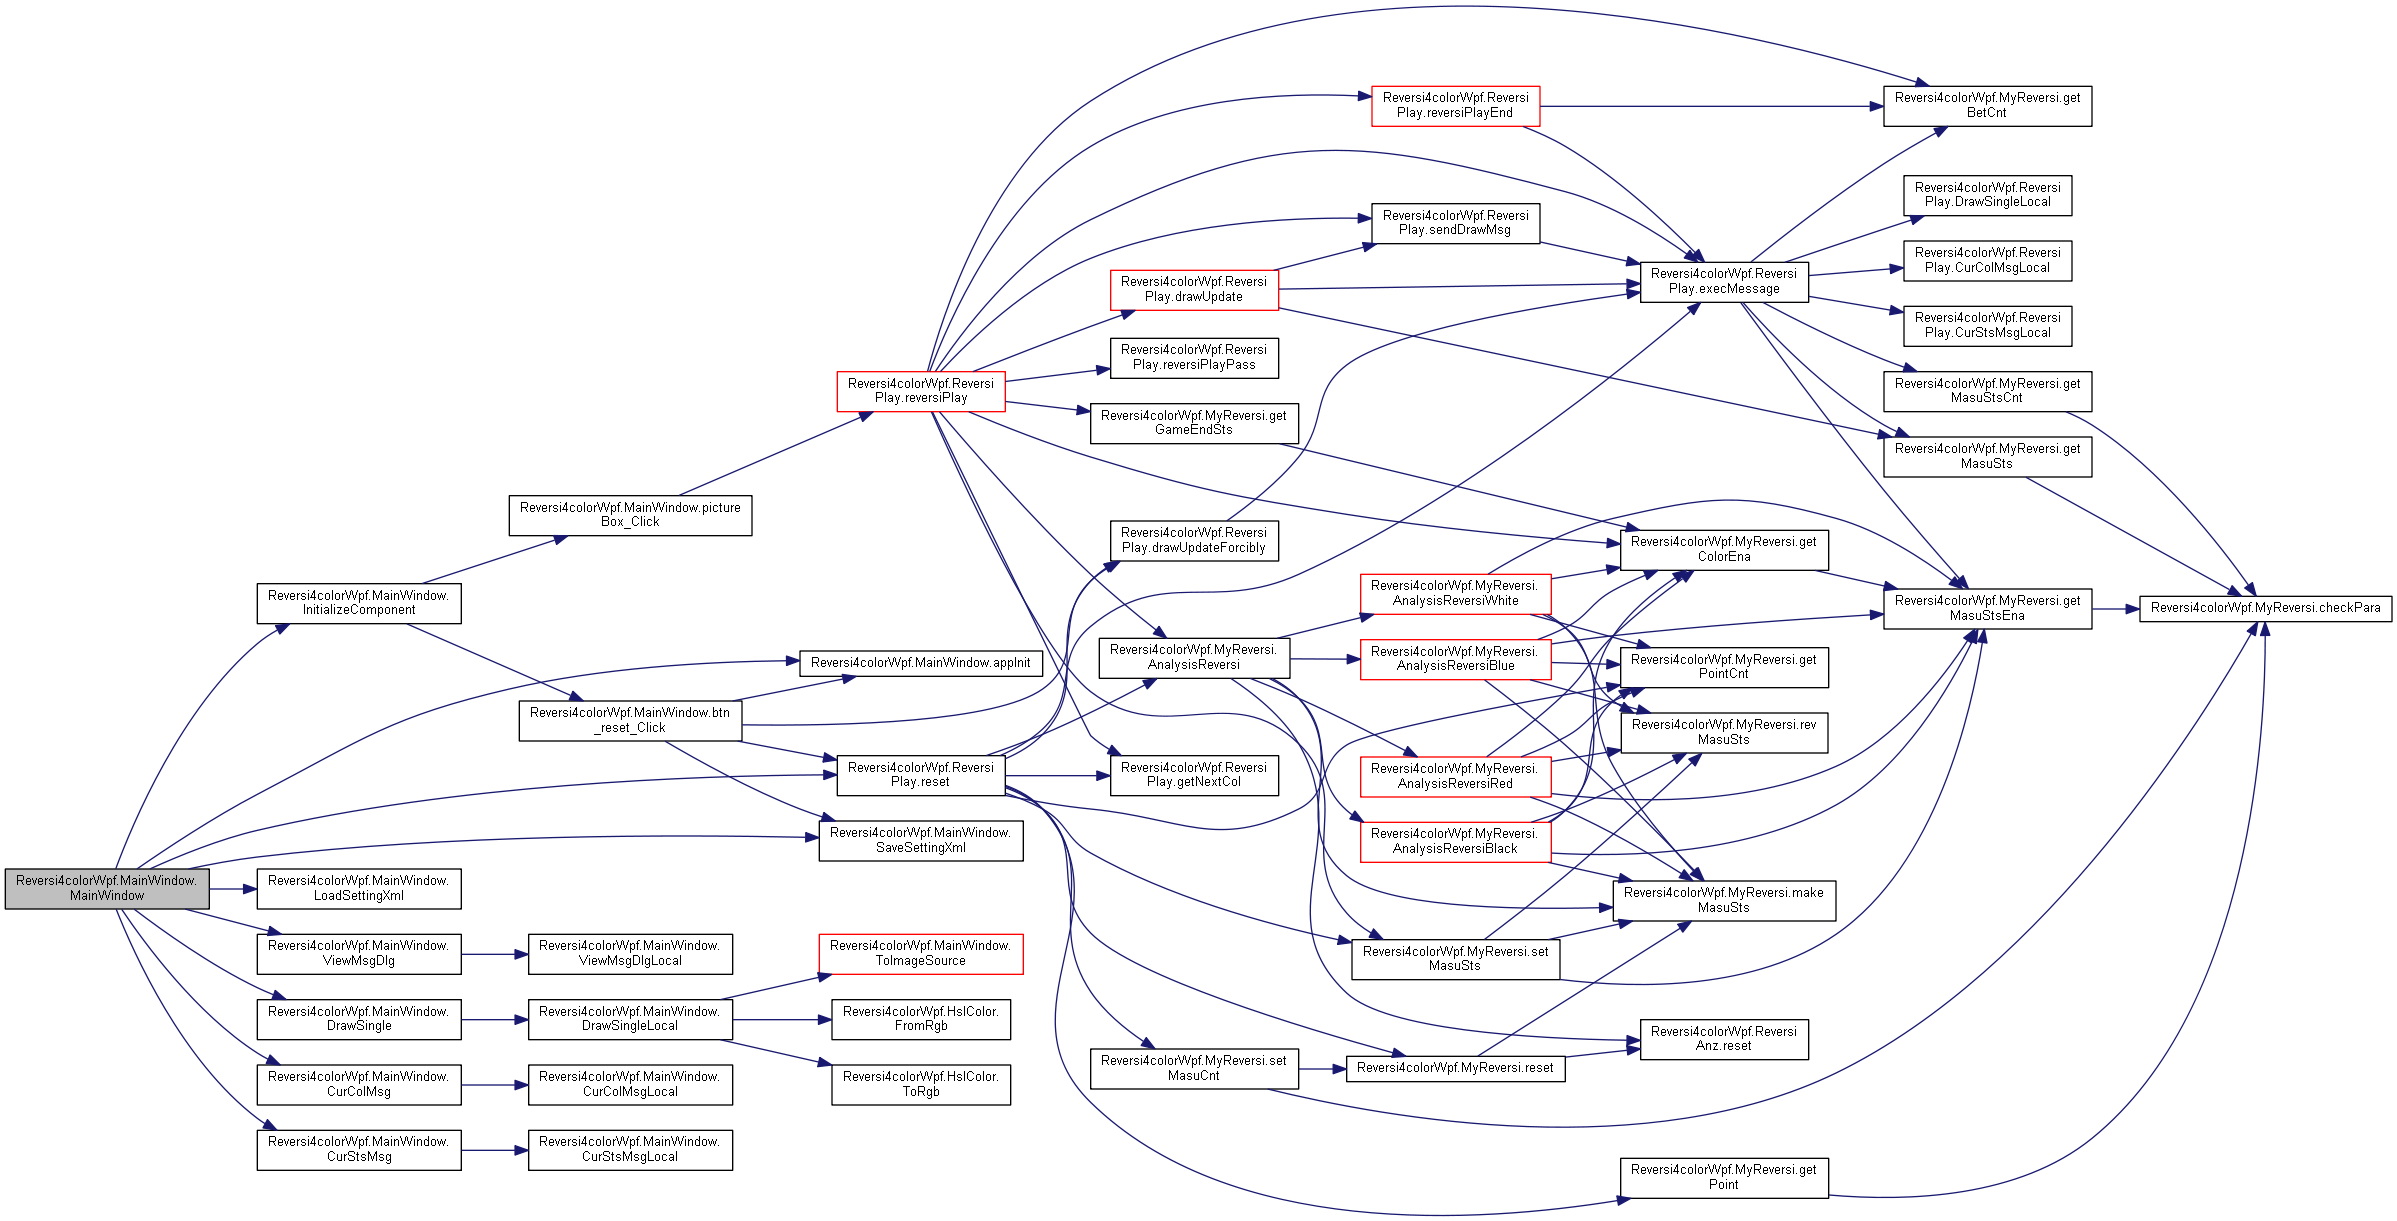 Reversi4colorWpf.MainWindow.
MainWindow
Reversi4colorWpf.MainWindow.
InitializeComponent
Reversi4colorWpf.MainWindow.
LoadSettingXml
Reversi4colorWpf.MainWindow.
ViewMsgDlg
Reversi4colorWpf.MainWindow.
DrawSingle
Reversi4colorWpf.MainWindow.
CurColMsg
Reversi4colorWpf.MainWindow.
CurStsMsg
Reversi4colorWpf.MainWindow.picture
Box_Click
Reversi4colorWpf.MainWindow.btn
_reset_Click
Reversi4colorWpf.MainWindow.
ViewMsgDlgLocal
Reversi4colorWpf.MainWindow.
DrawSingleLocal
Reversi4colorWpf.MainWindow.
CurColMsgLocal
Reversi4colorWpf.MainWindow.
CurStsMsgLocal
Reversi4colorWpf.Reversi
Play.reversiPlay
Reversi4colorWpf.MainWindow.appInit
Reversi4colorWpf.Reversi
Play.reset
Reversi4colorWpf.MainWindow.
SaveSettingXml
Reversi4colorWpf.MainWindow.
ToImageSource
Reversi4colorWpf.HslColor.
FromRgb
Reversi4colorWpf.HslColor.
ToRgb
Reversi4colorWpf.Reversi
Play.drawUpdate
Reversi4colorWpf.Reversi
Play.reversiPlayPass
Reversi4colorWpf.MyReversi.get
GameEndSts
Reversi4colorWpf.Reversi
Play.drawUpdateForcibly
Reversi4colorWpf.MyReversi.
AnalysisReversi
Reversi4colorWpf.Reversi
Play.getNextCol
Reversi4colorWpf.MyReversi.set
MasuCnt
Reversi4colorWpf.Reversi
Play.reversiPlayEnd
Reversi4colorWpf.Reversi
Play.sendDrawMsg
Reversi4colorWpf.MyReversi.
AnalysisReversiWhite
Reversi4colorWpf.MyReversi.
AnalysisReversiBlue
Reversi4colorWpf.MyReversi.
AnalysisReversiRed
Reversi4colorWpf.MyReversi.
AnalysisReversiBlack
Reversi4colorWpf.MyReversi.set
MasuSts
Reversi4colorWpf.MyReversi.reset
Reversi4colorWpf.Reversi
Play.execMessage
Reversi4colorWpf.MyReversi.get
ColorEna
Reversi4colorWpf.MyReversi.get
PointCnt
Reversi4colorWpf.MyReversi.rev
MasuSts
Reversi4colorWpf.MyReversi.make
MasuSts
Reversi4colorWpf.Reversi
Anz.reset
Reversi4colorWpf.MyReversi.get
Point
Reversi4colorWpf.MyReversi.get
BetCnt
Reversi4colorWpf.Reversi
Play.DrawSingleLocal
Reversi4colorWpf.Reversi
Play.CurColMsgLocal
Reversi4colorWpf.Reversi
Play.CurStsMsgLocal
Reversi4colorWpf.MyReversi.get
MasuStsCnt
Reversi4colorWpf.MyReversi.get
MasuSts
Reversi4colorWpf.MyReversi.get
MasuStsEna
Reversi4colorWpf.MyReversi.checkPara